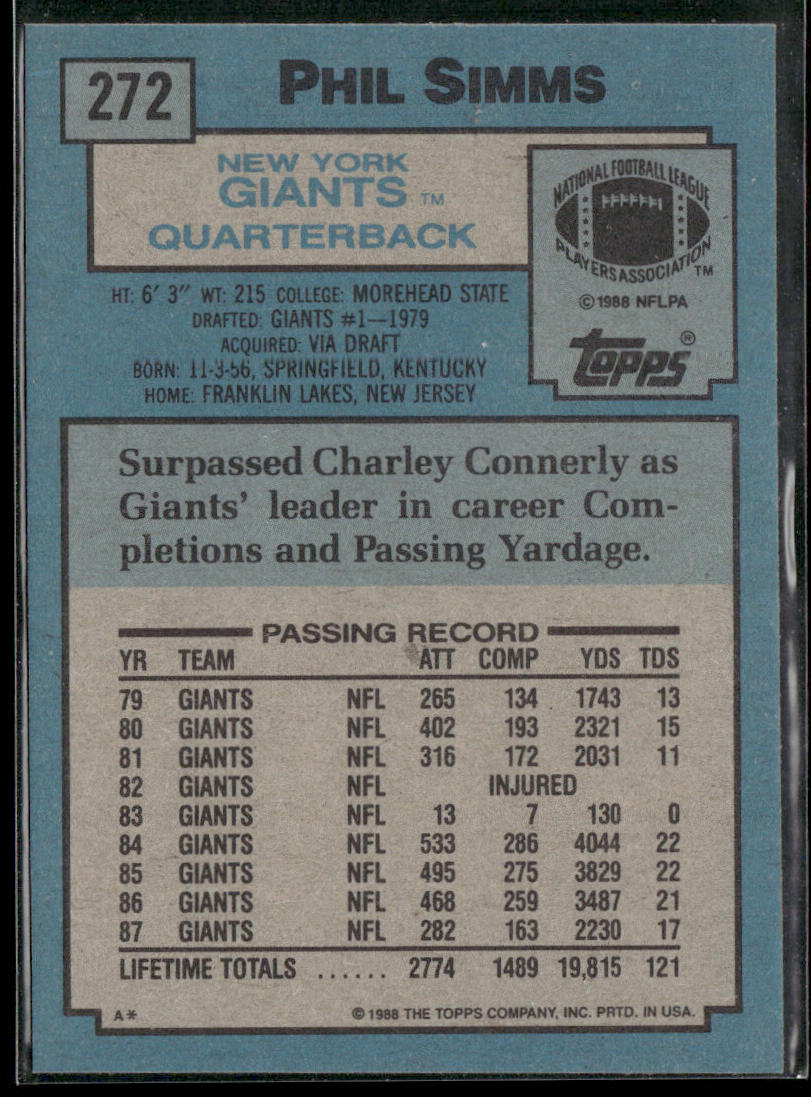 272
PHIL SIMMS
NEW YORK
GIANTS TM
QUARTERBACK
NATIONAL FOOTBALL LEAGUE
PLAYERS ASSOCIATION TM
© 1988 NFLPA
topps ®
HT: 6' 3" WT: 215 COLLEGE: MOREHEAD STATE
DRAFTED: GIANTS #1—1979
ACQUIRED: VIA DRAFT
BORN: 11-3-56, SPRINGFIELD, KENTUCKY
HOME: FRANKLIN LAKES, NEW JERSEY
Surpassed Charley Connerly as
Giants' leader in career Com-
pletions and Passing Yardage.
PASSING RECORD
YR TEAM ATT COMP YDS TDS
79 GIANTS NFL 265 134 1743 13
80 GIANTS NFL 402 193 2321 15
81 GIANTS NFL 316 172 2031 11
82 GIANTS NFL INJURED
83 GIANTS NFL 13 7 130 0
84 GIANTS NFL 533 286 4044 22
85 GIANTS NFL 495 275 3829 22
86 GIANTS NFL 468 259 3487 21
87 GIANTS NFL 282 163 2230 17
LIFETIME TOTALS ...... 2774 1489 19,815 121
A* © 1988 THE TOPPS COMPANY, INC. PRTD. IN USA.